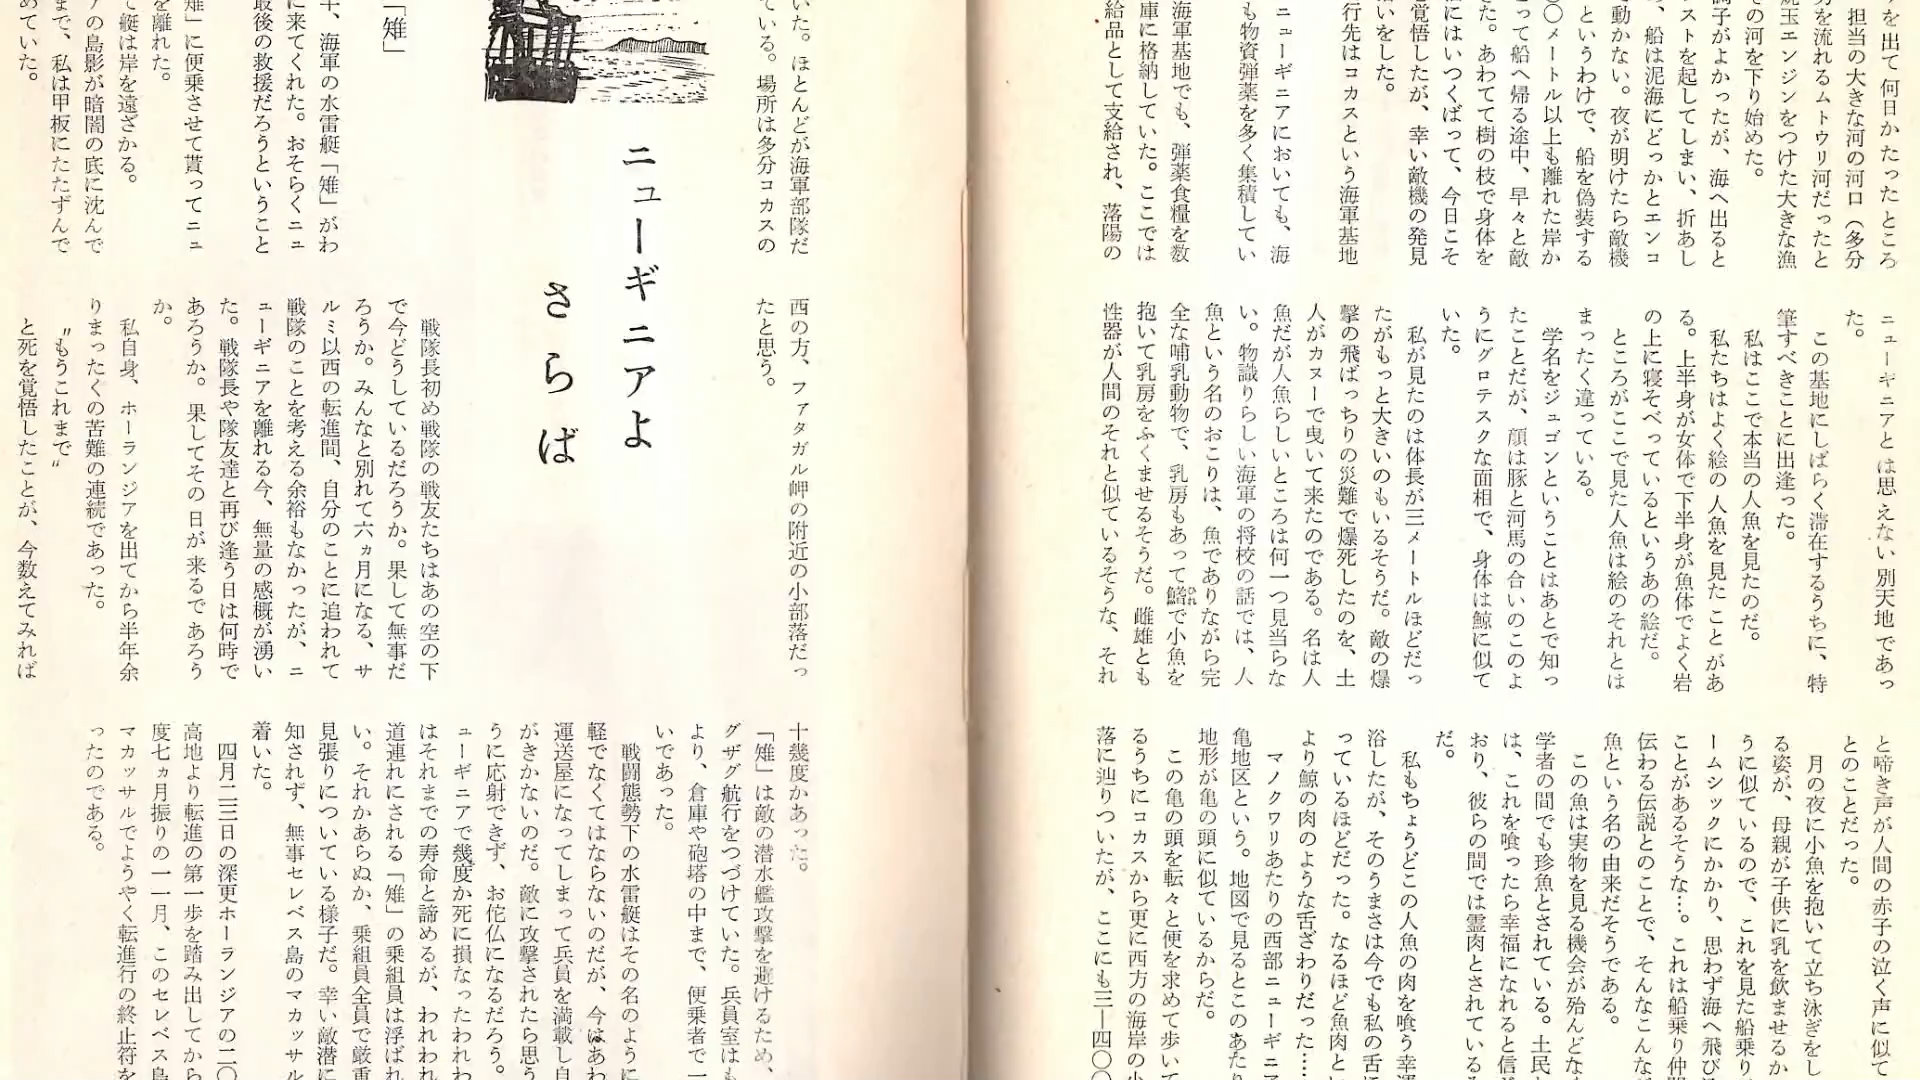 を出て何日かたったところ
担当の大きな河の河口（多分
を流れるムトウリ河だったと
焼玉エンジンをつけた大きな漁
その河を下り始めた。
調子がよかったが、海へ出ると
ストを起してしまい、折あし
、船は泥海にどっかとエンコ
動かない。夜が明けたら敵機
というわけで、船を偽装する
〇メートル以上も離れた岸か
とって船へ帰る途中、早々と敵
た。あわてて樹の枝で身体を
にはいつくばって、今日こそ
覚悟したが、幸い敵機の発見
いをした。
行先はコカスという海軍基地
ニューギニアにおいても、海
も物資弾薬を多く集積してい
海軍基地でも、弾薬食糧を数
庫に格納していた。ここでは
給品として支給され、落陽の
ニューギニアとは思えない別天地であっ
た。
この基地にしばらく滞在するうちに、特
筆すべきことに出逢った。
私はここで本当の人魚を見たのだ。
私たちはよく絵の人魚を見たことがあ
る。上半身が女体で下半身が魚体でよく岩
の上に寝そべっているというあの絵だ。
ところがここで見た人魚は絵のそれとは
まったく違っている。
学名をジュゴンということはあとで知っ
たことだが、顔は豚と河馬の合いのこのよ
うにグロテスクな面相で、身体は鯨に似て
いた。
私が見たのは体長が三メートルほどだっ
たがもっと大きいのもいるそうだ。敵の爆
撃の飛ばっちりの災難で爆死したのを、土
人がカヌーで曳いて来たのである。名は人
魚だが人魚らしいところは何一つ見当らな
い。物識りらしい海軍の将校の話では、人
魚という名のおこりは、魚でありながら完
全な哺乳動物で、乳房もあって鰭で小魚を
抱いて乳房をふくませるそうだ。雌雄とも
性器が人間のそれと似ているそうな、それ
と啼き声が人間の赤子の泣く声に似て
とのことだった。
月の夜に小魚を抱いて立ち泳ぎをし
る姿が、母親が子供に乳を飲ませるか
うに似ているので、これを見た船乗り
ームシックにかかり、思わず海へ飛び
ことがあるそうな…。これは船乗り仲
伝わる伝説とのことで、そんなこんな
魚という名の由来だそうである。
この魚は実物を見る機会が殆んどな
学者の間でも珍魚とされている。土民
は、これを喰ったら幸福になれると信
おり、彼らの間では霊肉とされている
だ。
私もちょうどこの人魚の肉を喰う幸
浴したが、そのうまさは今でも私の舌に
っているほどだった。なるほど魚肉とい
より鯨の肉のような舌ざわりだった…
マノクワリあたりの西部ニューギニア
亀地区という。地図で見るとこのあたり
地形が亀の頭に似ているからだ。
この亀の頭を転々と便を求めて歩いて
るうちにコカスから更に西方の海岸の小
落に辿りついたが、ここにも三―四〇〇
いた。ほとんどが海軍部隊だ
ている。場所は多分コカスの
西の方、ファタガル岬の附近の小部落だっ
たと思う。
ニューギニアよ
さらば
「雉」
、海軍の水雷艇「雉」がわ
に来てくれた。おそらくニュ
最後の救援だろうということ
雉」に便乗させて貰ってニュ
を離れた。
て艇は岸を遠ざかる。
アの島影が暗闇の底に沈んで
まで、私は甲板にたたずんで
めていた。
戦隊長初め戦隊の戦友たちはあの空の下
で今どうしているだろうか。果して無事だ
ろうか。みんなと別れて六ヵ月になる、サ
ルミ以西の転進間、自分のことに追われて
戦隊のことを考える余裕もなかったが、ニ
ューギニアを離れる今、無量の感概が湧い
た。戦隊長や隊友達と再び逢う日は何時で
あろうか。果してその日が来るであろう
か。
私自身、ホーランジアを出てから半年余
りまったくの苦難の連続であった。
〝もうこれまで〟
と死を覚悟したことが、今数えてみれば
十幾度かあった。
「雉」は敵の潜水艦攻撃を避けるため、
グザグ航行をつづけていた。兵員室はも
より、倉庫や砲塔の中まで、便乗者で一
いであった。
戦闘態勢下の水雷艇はその名のように
軽でなくてはならないのだが、今はあわ
運送屋になってしまって兵員を満載し自
がきかないのだ。敵に攻撃されたら思う
うに応射できず、お侘仏になるだろう。
ューギニアで幾度か死に損なったわれわ
はそれまでの寿命と諦めるが、われわれ
道連れにされる「雉」の乗組員は浮ばれ
い。それかあらぬか、乗組員全員で厳重
見張りについている様子だ。幸い敵潜に
知されず、無事セレベス島のマカッサル
着いた。
四月二三日の深更ホーランジアの二〇
高地より転進の第一歩を踏み出してから
度七ヵ月振りの一一月、このセレベス島
マカッサルでようやく転進行の終止符を
ったのである。